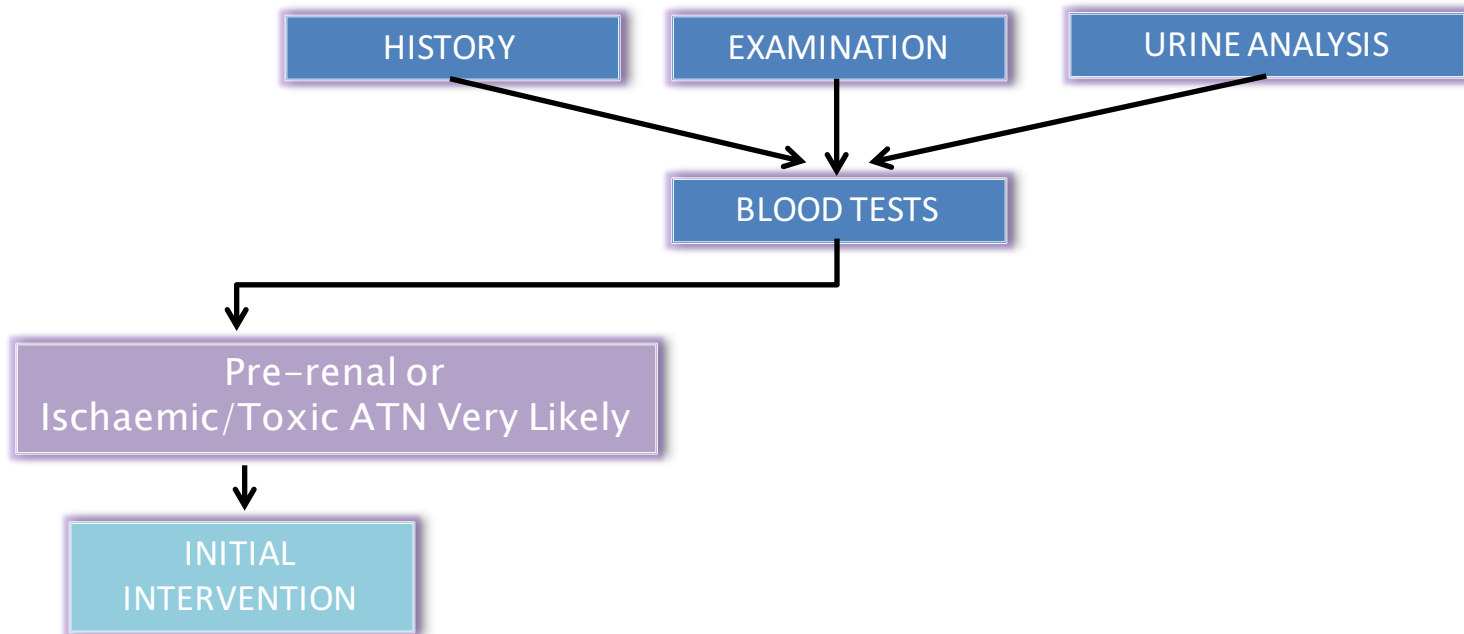 HISTORY
EXAMINATION
URINE ANALYSIS
BLOOD TESTS
Pre-renal or
Ischaemic/Toxic ATN Very Likely
INITIAL
INTERVENTION